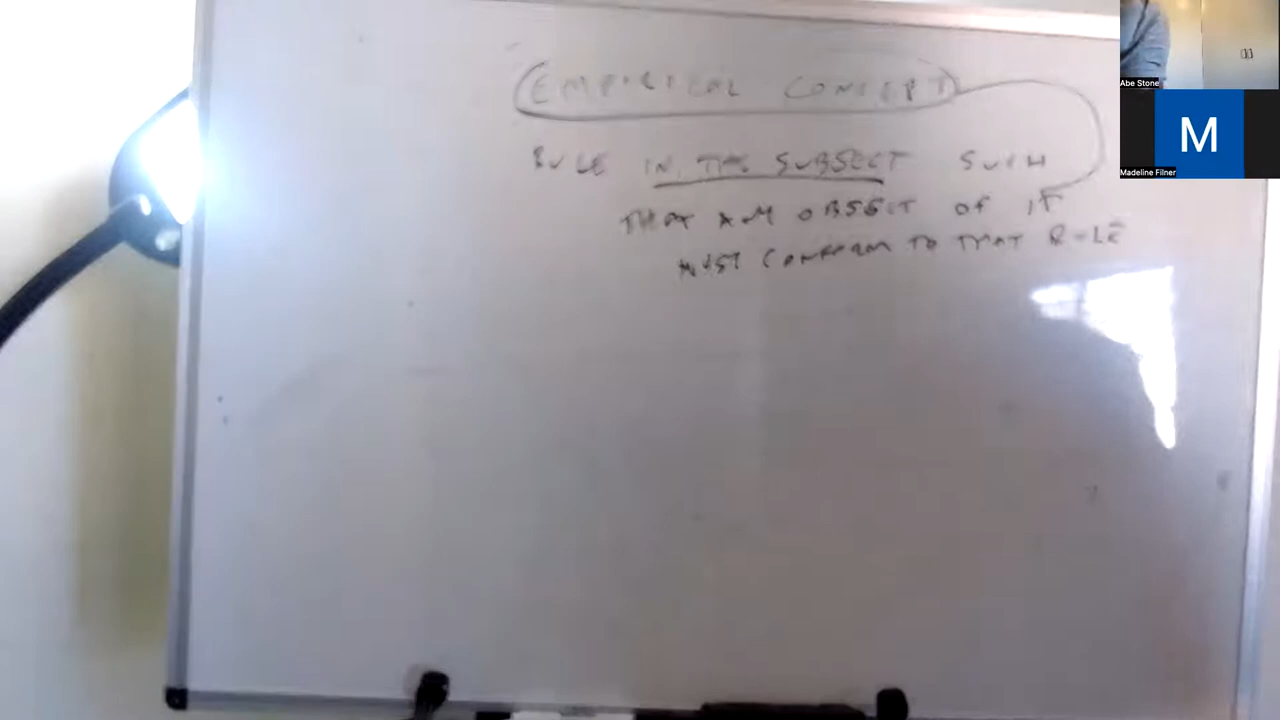 EMPIRICAL CONCEPT
RULE IN THE SUBJECT SUCH
THAT ANY OBJECT OF IT
MUST CONFORM TO THAT RULE
Abe Stone
M
Madeline Filner